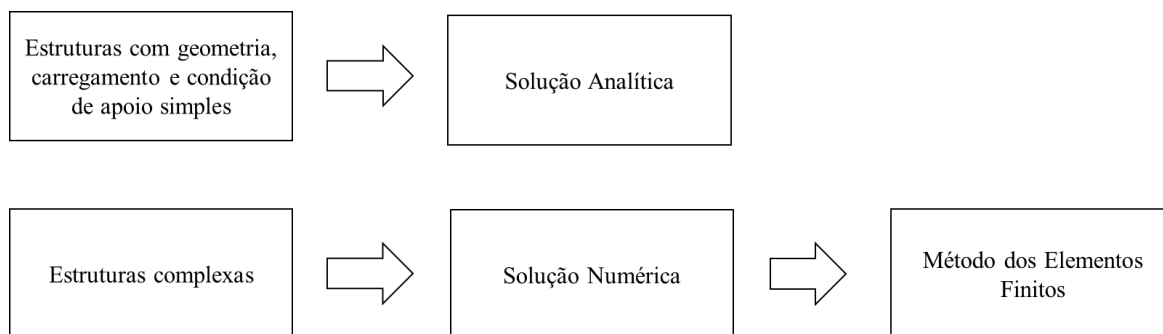 Estruturas com geometria,
carregamento e condição
de apoio simples
Solução Analítica
Estruturas complexas
Solução Numérica
Método dos Elementos
Finitos